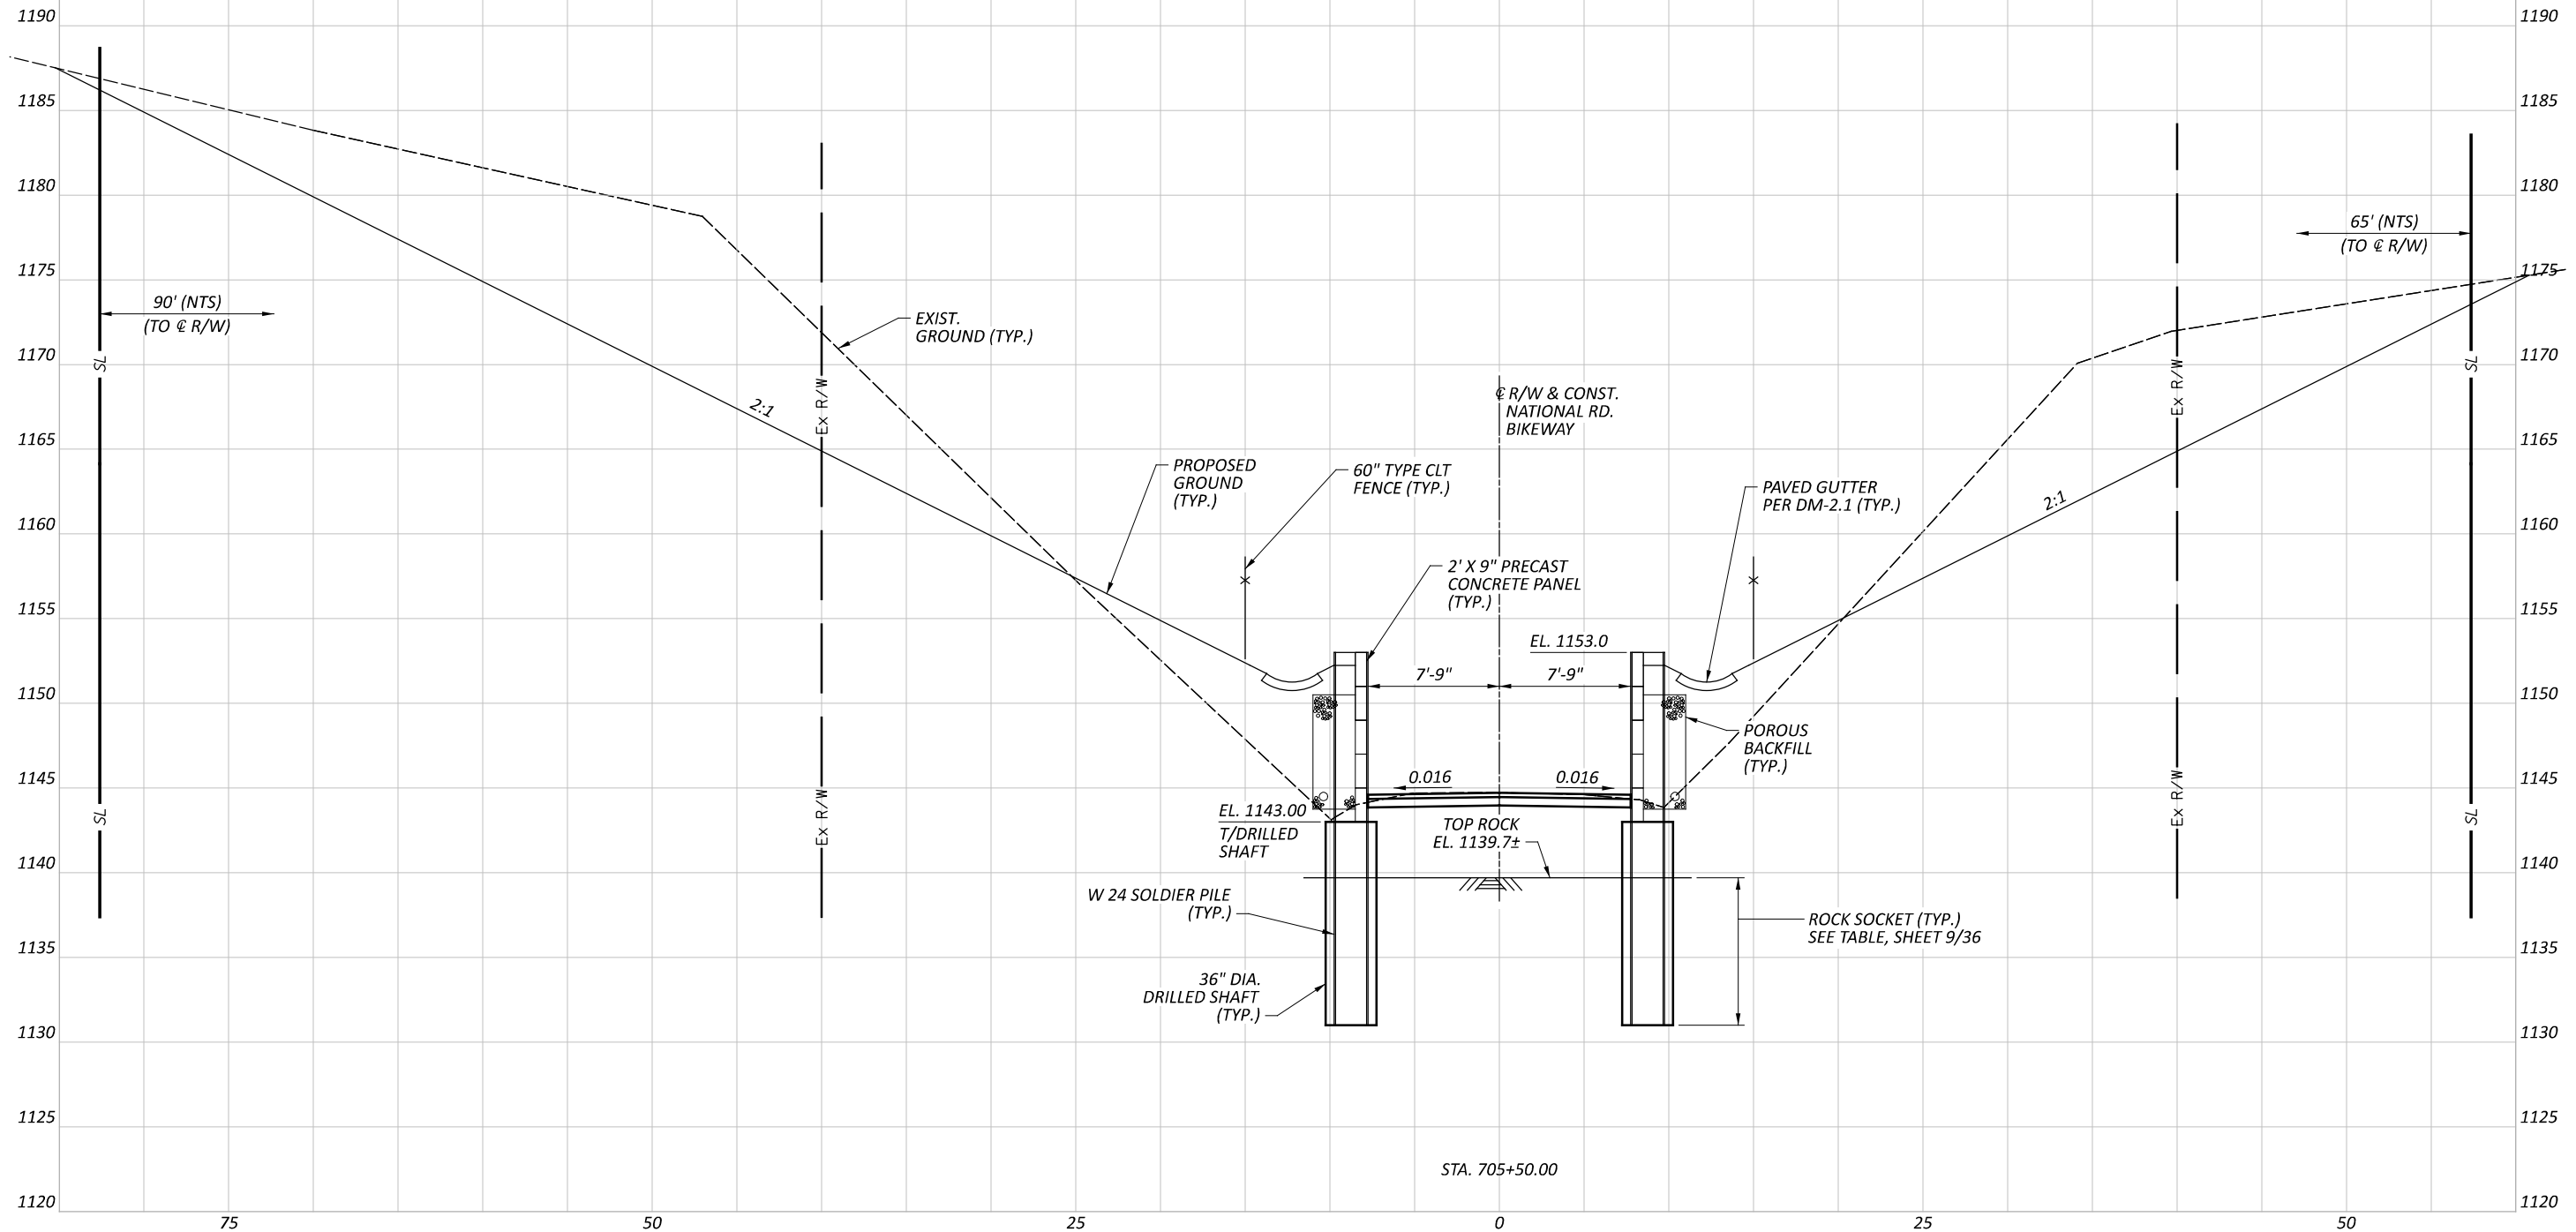 1190
1190
1185
1185
1180
1180
65' (NTS)
(TO ℄ R/W)
1175
1175
90' (NTS)
(TO ℄ R/W)
EXIST.
GROUND (TYP.)
1170
1170
SL
SL
Ex R/W
Ex R/W
℄ R/W & CONST.
NATIONAL RD.
BIKEWAY
2:1
1165
1165
PROPOSED
GROUND
(TYP.)
60" TYPE CLT
FENCE (TYP.)
PAVED GUTTER
PER DM-2.1 (TYP.)
2:1
1160
1160
2' X 9" PRECAST
CONCRETE PANEL
(TYP.)
1155
1155
EL. 1153.0
7'-9"
7'-9"
1150
1150
POROUS
BACKFILL
(TYP.)
1145
1145
0.016
0.016
SL
SL
Ex R/W
Ex R/W
EL. 1143.00
T/DRILLED
SHAFT
TOP ROCK
EL. 1139.7±
1140
1140
W 24 SOLDIER PILE
(TYP.)
ROCK SOCKET (TYP.)
SEE TABLE, SHEET 9/36
1135
1135
36" DIA.
DRILLED SHAFT
(TYP.)
1130
1130
1125
1125
STA. 705+50.00
1120
1120
75
50
25
0
25
50